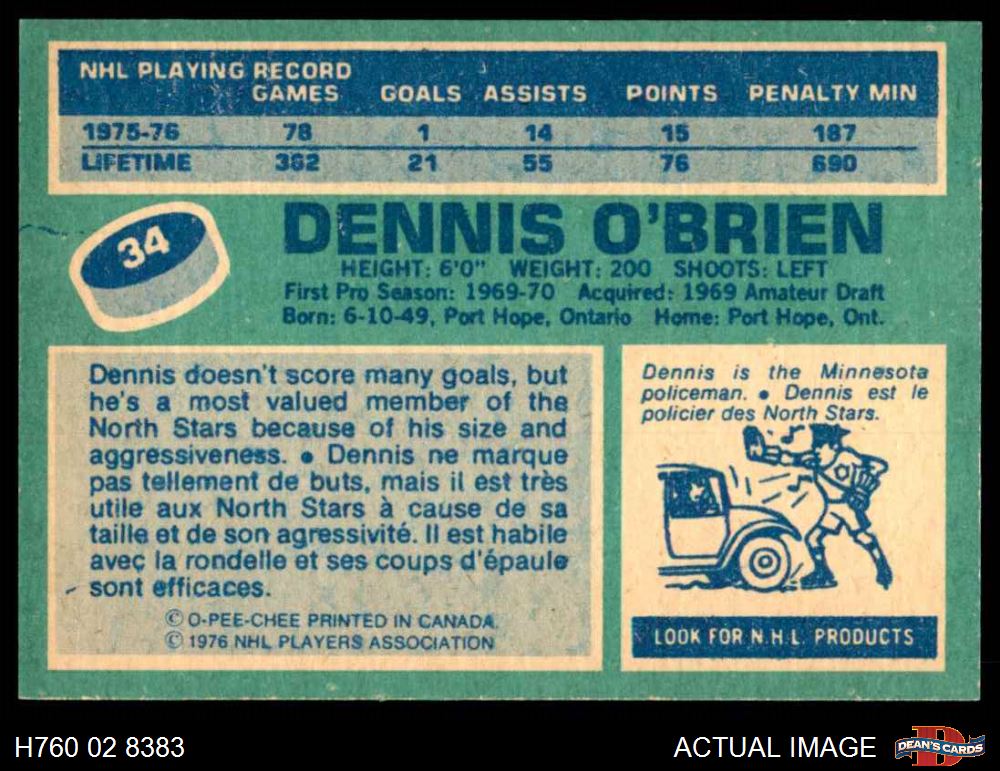 NHL PLAYING RECORD
GAMES GOALS ASSISTS POINTS PENALTY MIN
1975-76 78 1 14 15 187
LIFETIME 362 21 55 76 690
34
DENNIS O'BRIEN
HEIGHT: 6'0" WEIGHT: 200 SHOOTS: LEFT
First Pro Season: 1969-70 Acquired: 1969 Amateur Draft
Born: 6-10-49, Port Hope, Ontario Home: Port Hope, Ont.
Dennis doesn't score many goals, but
he's a most valued member of the
North Stars because of his size and
aggressiveness. • Dennis ne marque
pas tellement de buts, mais il est très
utile aux North Stars à cause de sa
taille et de son agressivité. Il est habile
avec la rondelle et ses coups d'épaule
sont efficaces.
© O-PEE-CHEE PRINTED IN CANADA.
© 1976 NHL PLAYERS ASSOCIATION
Dennis is the Minnesota
policeman. • Dennis est le
policier des North Stars.
LOOK FOR N.H.L. PRODUCTS
H760 02 8383
ACTUAL IMAGE
DEAN'S CARDS